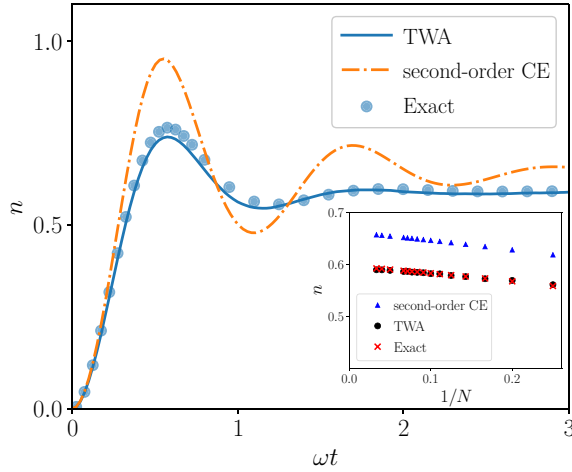 1.0
TWA
second-order CE
Exact
n
0.5
0.7
0.6
n
0.5
second-order CE
TWA
Exact
0.0
0.1
0.2
1/N
0.0
0
1
2
3
ωt